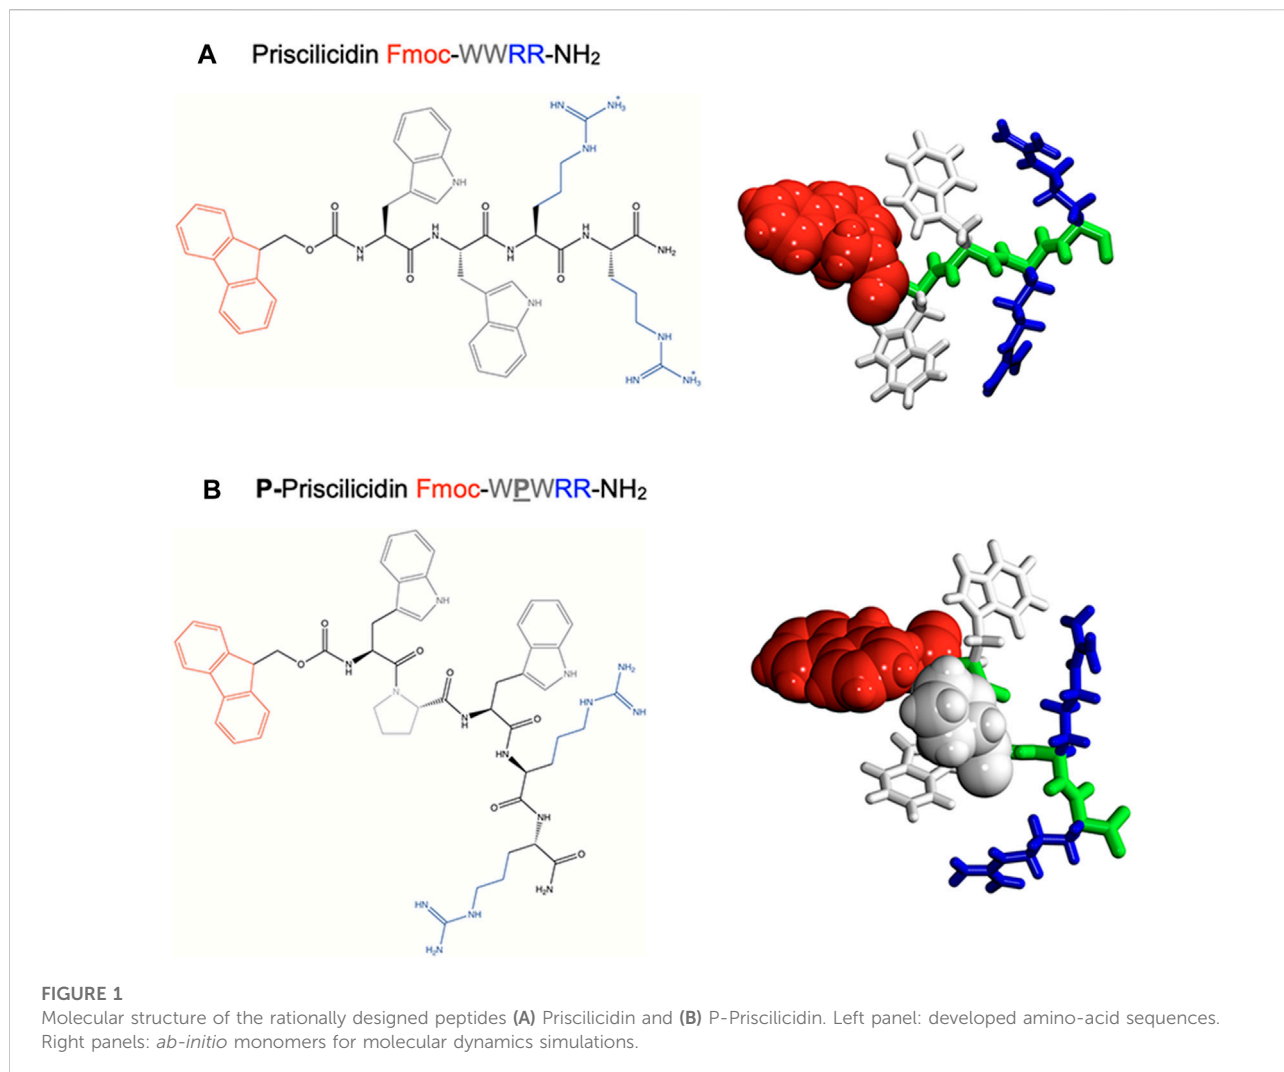 A Priscilicidin Fmoc-WWRR-NH₂
HN
NH₃⁺
NH
NH
O
O
N
H
O
H
N
O
O
N
H
O
H
N
O
NH₂
NH
NH
HN
NH₃⁺
B P-Priscilicidin Fmoc-WPWRR-NH₂
NH
O
O
N
H
O
N
O
N
H
NH
O
HN
NH₂
HN
NH
O
NH
O
H₂N
HN
NH
H₂N
FIGURE 1
Molecular structure of the rationally designed peptides (A) Priscilicidin and (B) P-Priscilicidin. Left panel: developed amino-acid sequences.
Right panels: ab-initio monomers for molecular dynamics simulations.